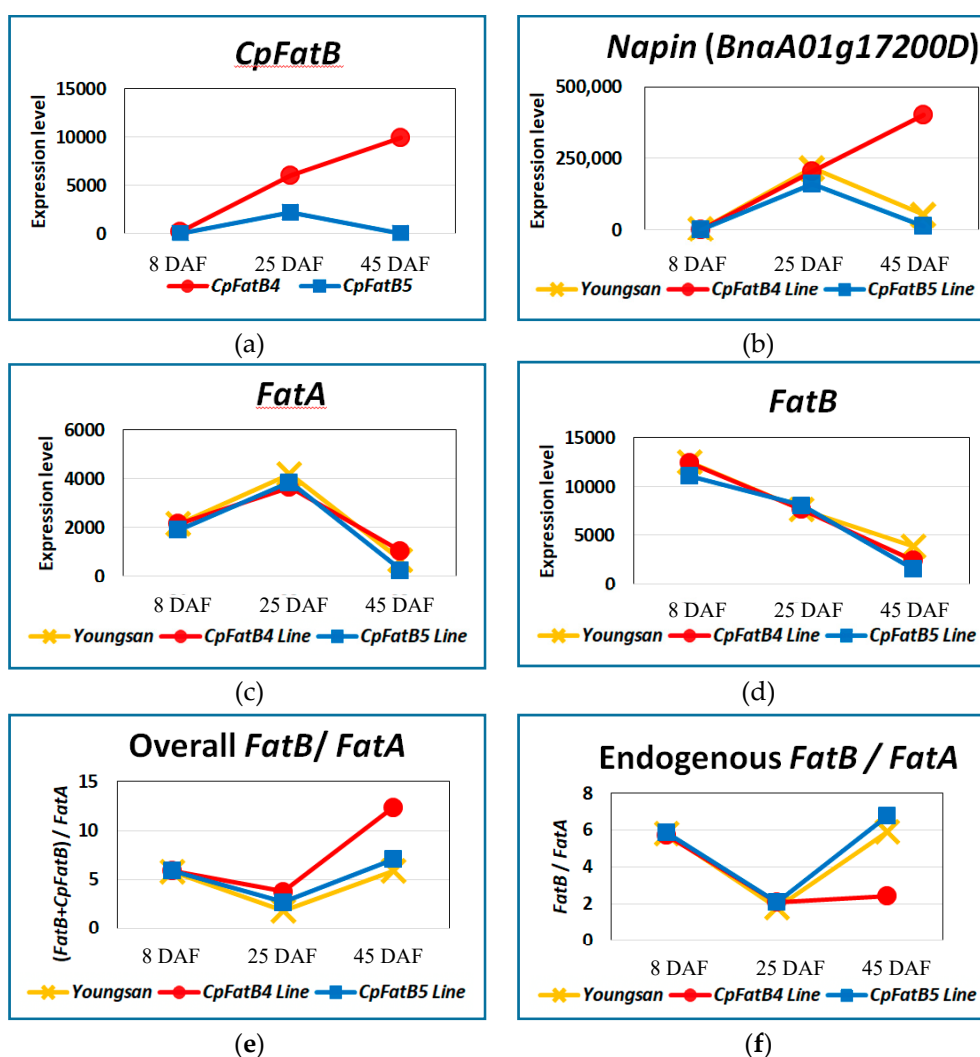 CpFatB
15000
10000
5000
0
Expression level
8 DAF 25 DAF 45 DAF
CpFatB4 CpFatB5
(a)
Napin (BnaA01g17200D)
500,000
250,000
0
Expression level
8 DAF 25 DAF 45 DAF
Youngsan CpFatB4 Line CpFatB5 Line
(b)
FatA
6000
4000
2000
0
Expression level
8 DAF 25 DAF 45 DAF
Youngsan CpFatB4 Line CpFatB5 Line
(c)
FatB
15000
10000
5000
0
Expression level
8 DAF 25 DAF 45 DAF
Youngsan CpFatB4 Line CpFatB5 Line
(d)
Overall FatB/ FatA
15
10
5
0
(FatB+CpFatB) / FatA
8 DAF 25 DAF 45 DAF
Youngsan CpFatB4 Line CpFatB5 Line
(e)
Endogenous FatB / FatA
8
6
4
2
0
FatB / FatA
8 DAF 25 DAF 45 DAF
Youngsan CpFatB4 Line CpFatB5 Line
(f)